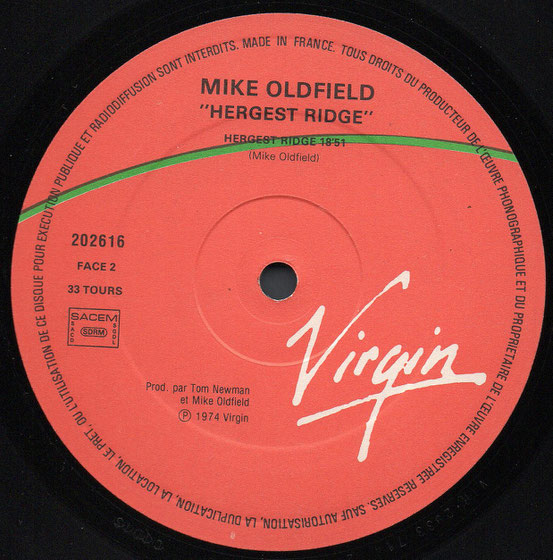 MIKE OLDFIELD
"HERGEST RIDGE"
HERGEST RIDGE 18'51
(Mike Oldfield)
202616
FACE 2
33 TOURS
SACEM
SACD
SDRM
SGDL
Virgin
Prod. par Tom Newman
et Mike Oldfield
Ⓟ 1974 Virgin
MADE IN FRANCE. TOUS DROITS DU PRODUCTEUR DE L'ŒUVRE PHONOGRAPHIQUE ET DU PROPRIETAIRE DE L'ŒUVRE ENREGISTREE RESERVES. SAUF AUTORISATION, LA DUPLICATION, LA LOCATION, LE PRET, OU L'UTILISATION DE CE DISQUE POUR EXECUTION PUBLIQUE ET RADIODIFFUSION SONT INTERDITS.